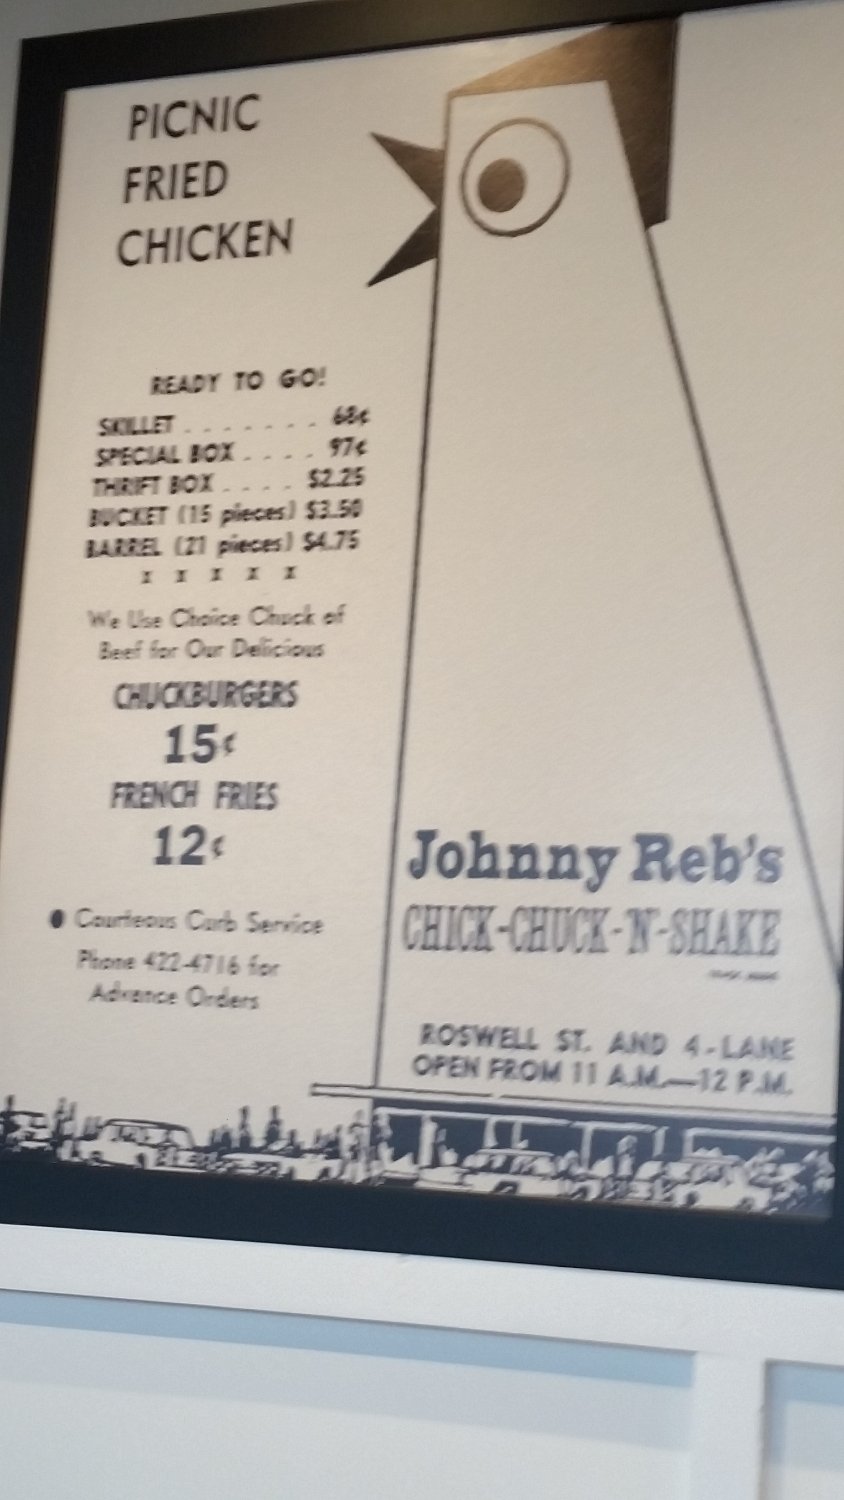 PICNIC
FRIED
CHICKEN
READY TO GO!
SKILLET . . . . . . . 68¢
SPECIAL BOX . . . . 97¢
THRIFT BOX . . . . $2.25
BUCKET (15 pieces) $3.50
BARREL (21 pieces) $4.75
x x x x x
We Use Choice Chuck of
Beef for Our Delicious
CHUCKBURGERS
15¢
FRENCH FRIES
12¢
● Courteous Curb Service
Phone 422-4716 for
Advance Orders
Johnny Reb's
CHICK-CHUCK-'N'-SHAKE
ROSWELL ST. AND 4-LANE
OPEN FROM 11 A.M.—12 P.M.